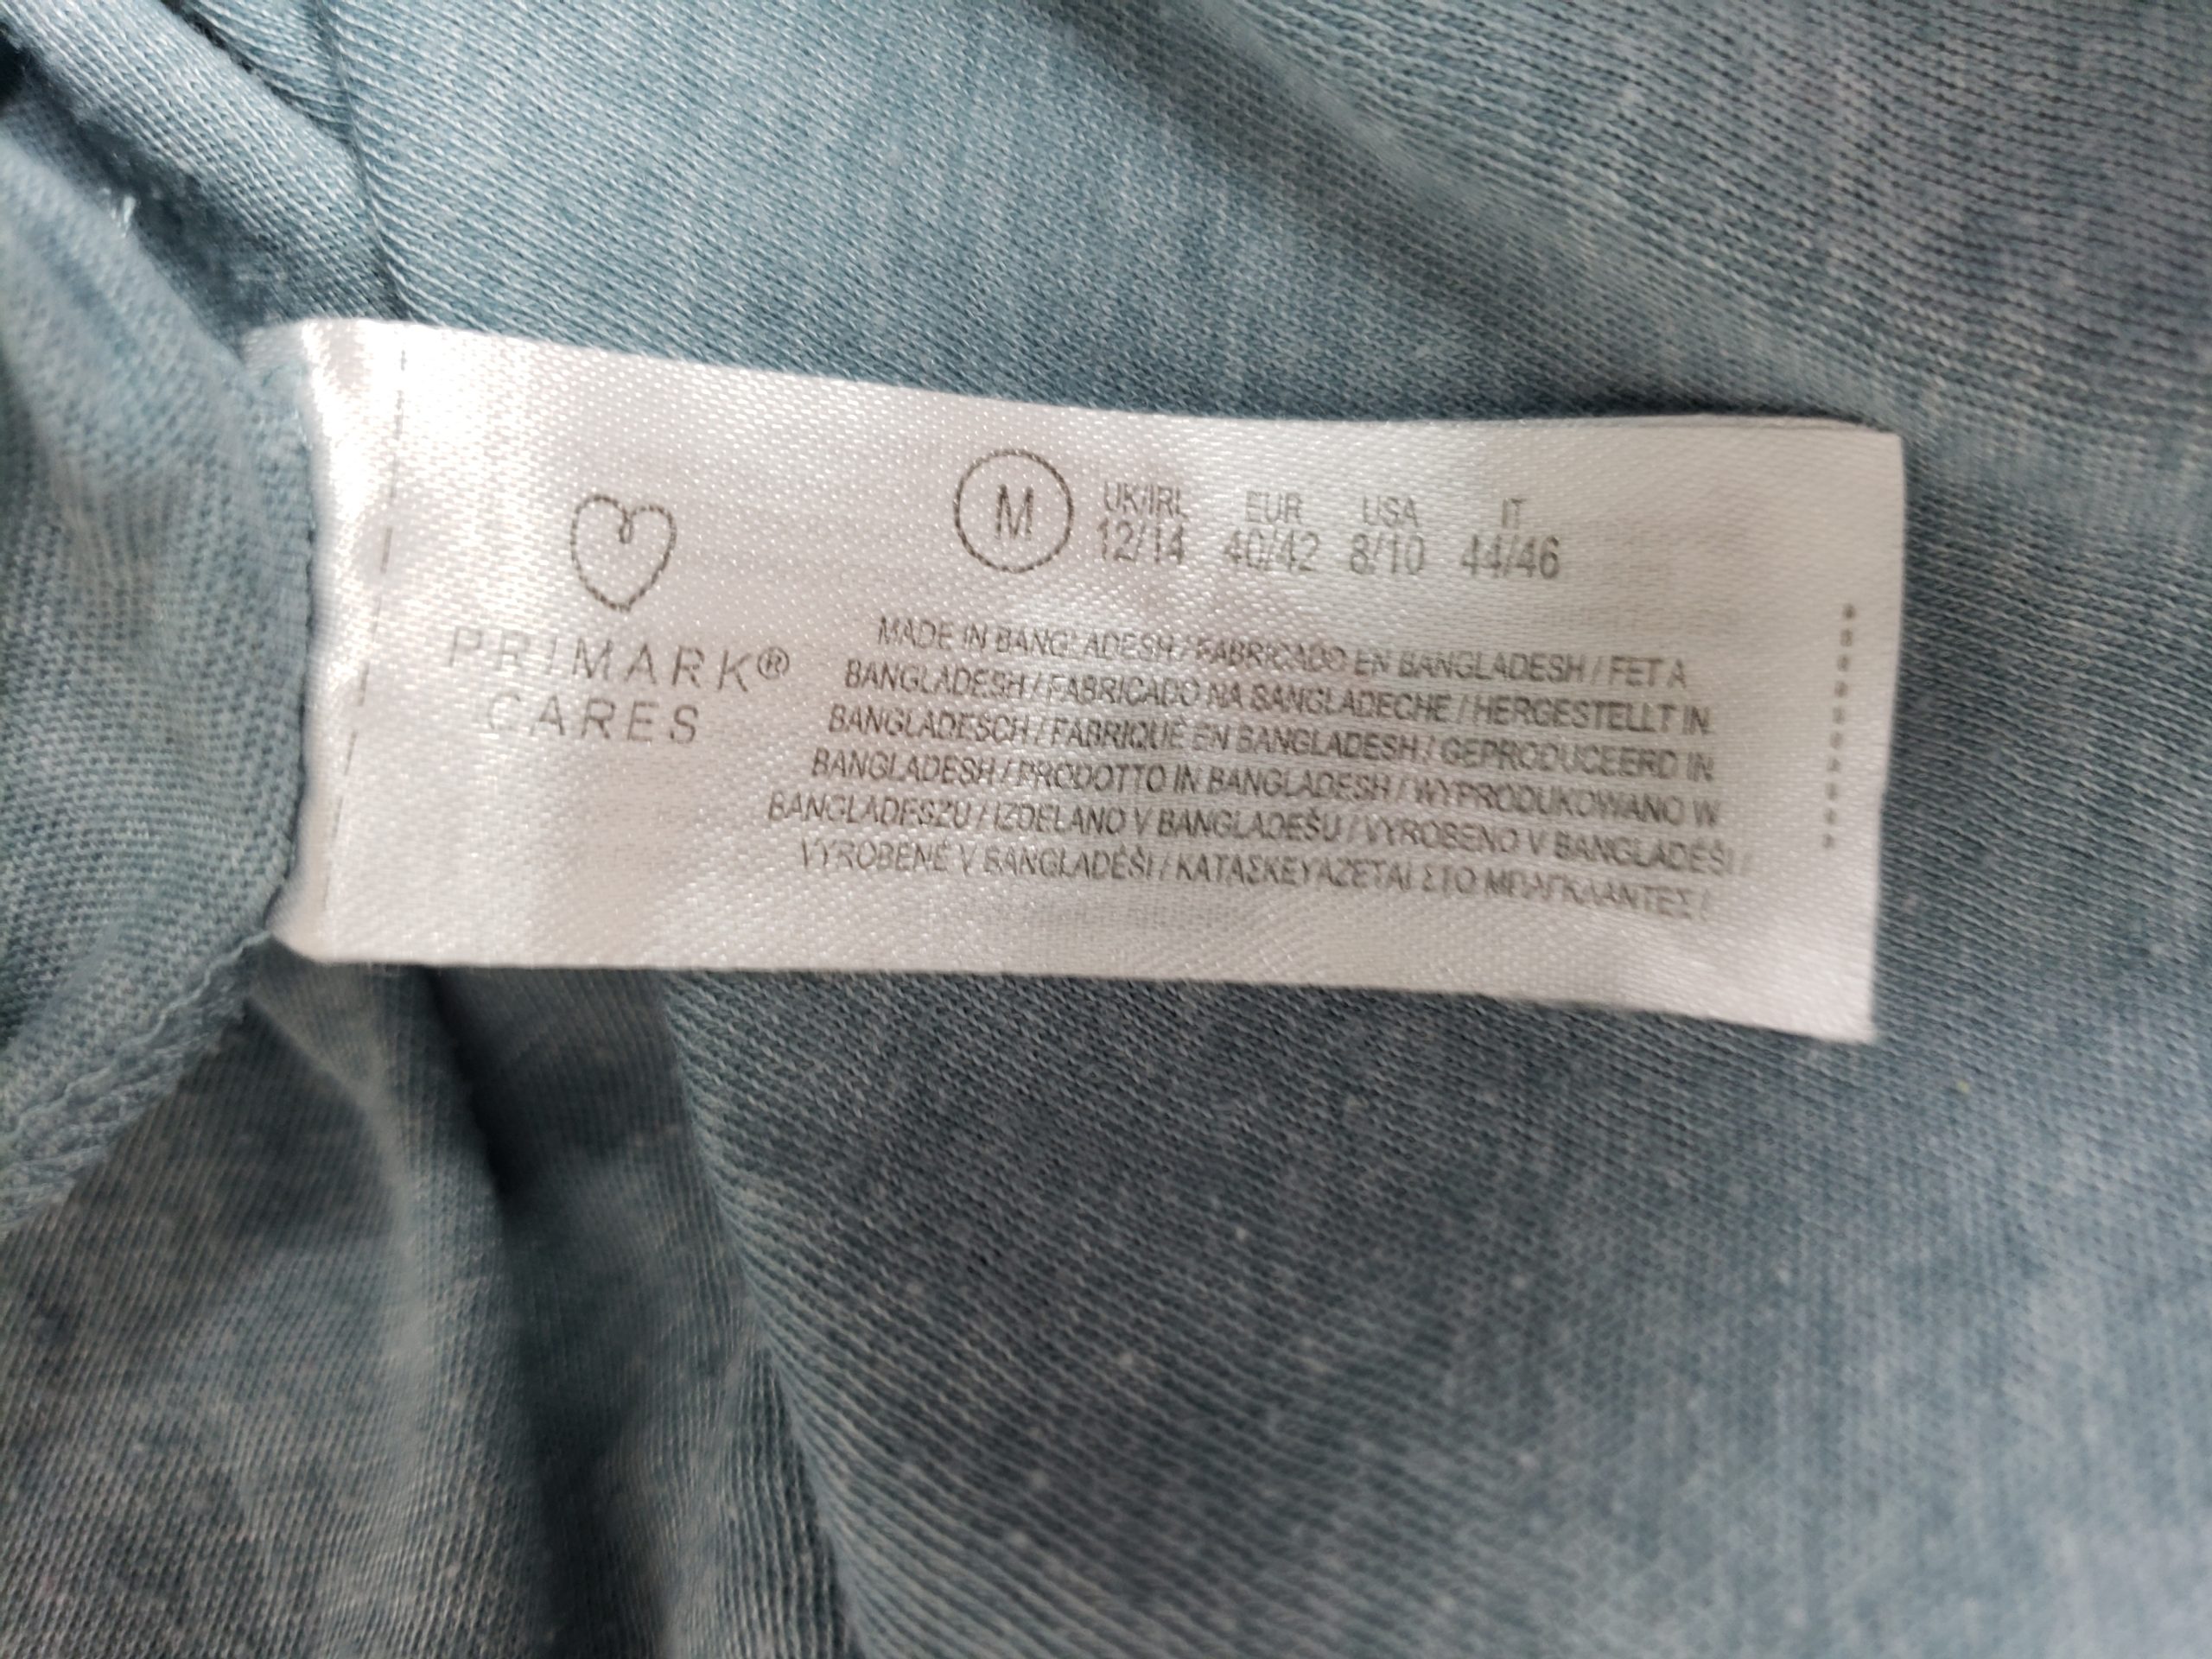 PRIMARK®
CARES
M
UK/IRL EUR USA IT
12/14 40/42 8/10 44/46
MADE IN BANGLADESH / FABRICADO EN BANGLADESH / FET A
BANGLADESH / FABRICADO NA BANGLADECHE / HERGESTELLT IN
BANGLADESCH / FABRIQUÉ EN BANGLADESH / GEPRODUCEERD IN
BANGLADESH / PRODOTTO IN BANGLADESH / WYPRODUKOWANO W
BANGLADESZU / IZDELANO V BANGLADEŠU / VYROBENO V BANGLADÉŠI /
VYROBENÉ V BANGLADÉŠI / ΚΑΤΑΣΚΕΥΑΖΕΤΑΙ ΣΤΟ ΜΠΑΓΚΛΑΝΤΕΣ /